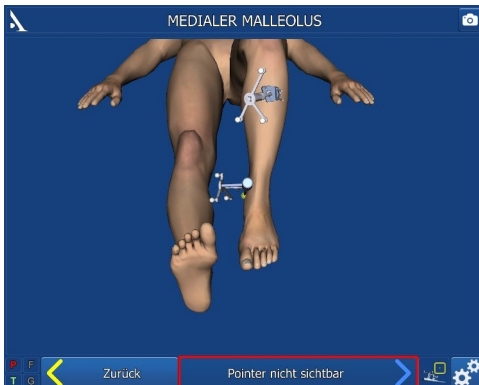 MEDIALER MALLEOLUS
P F
Zurück
Pointer nicht sichtbar
T G